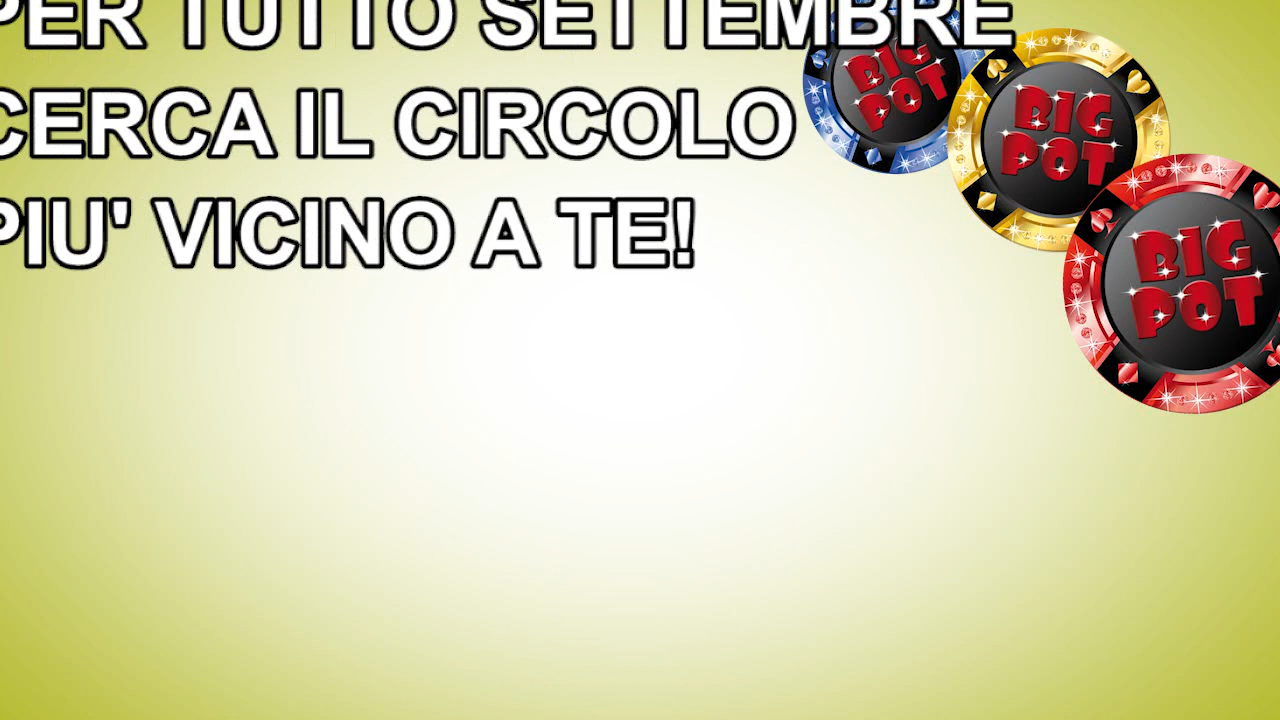 PER TUTTO SETTEMBRE
CERCA IL CIRCOLO
PIU' VICINO A TE!
BIG
POT
BIG
POT
BIG
POT